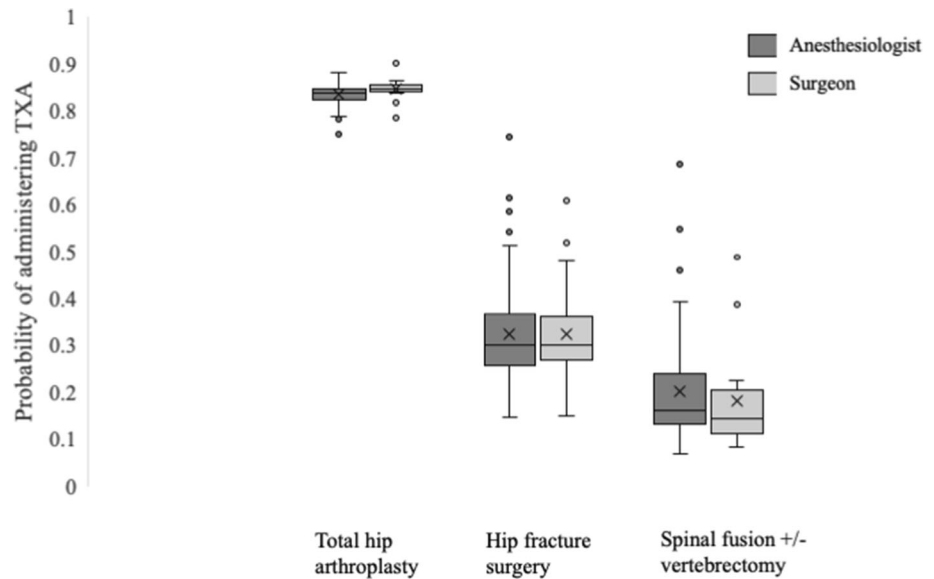 1
0.9
0.8
0.7
0.6
0.5
0.4
0.3
0.2
0.1
0
Probability of administering TXA
Anesthesiologist
Surgeon
Total hip
arthroplasty
Hip fracture
surgery
Spinal fusion +/-
vertebrectomy